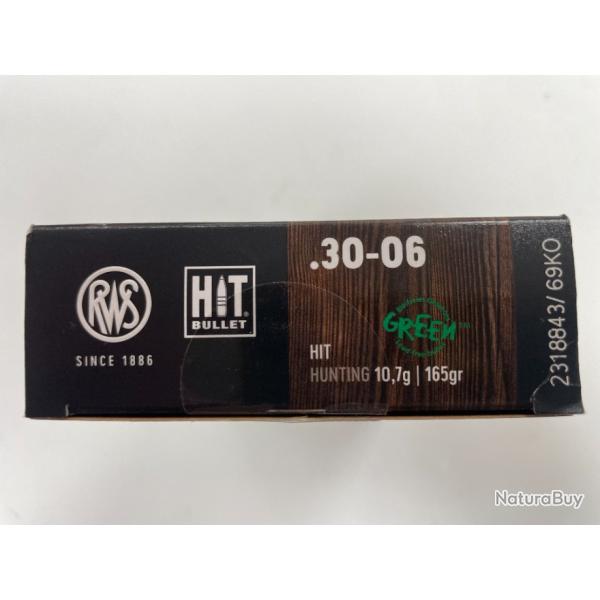 RWS
SINCE 1886
HIT
BULLET
.30-06
GREEN
HIT
HUNTING 10,7g | 165gr
2318843/ 69KO
NaturaBuy